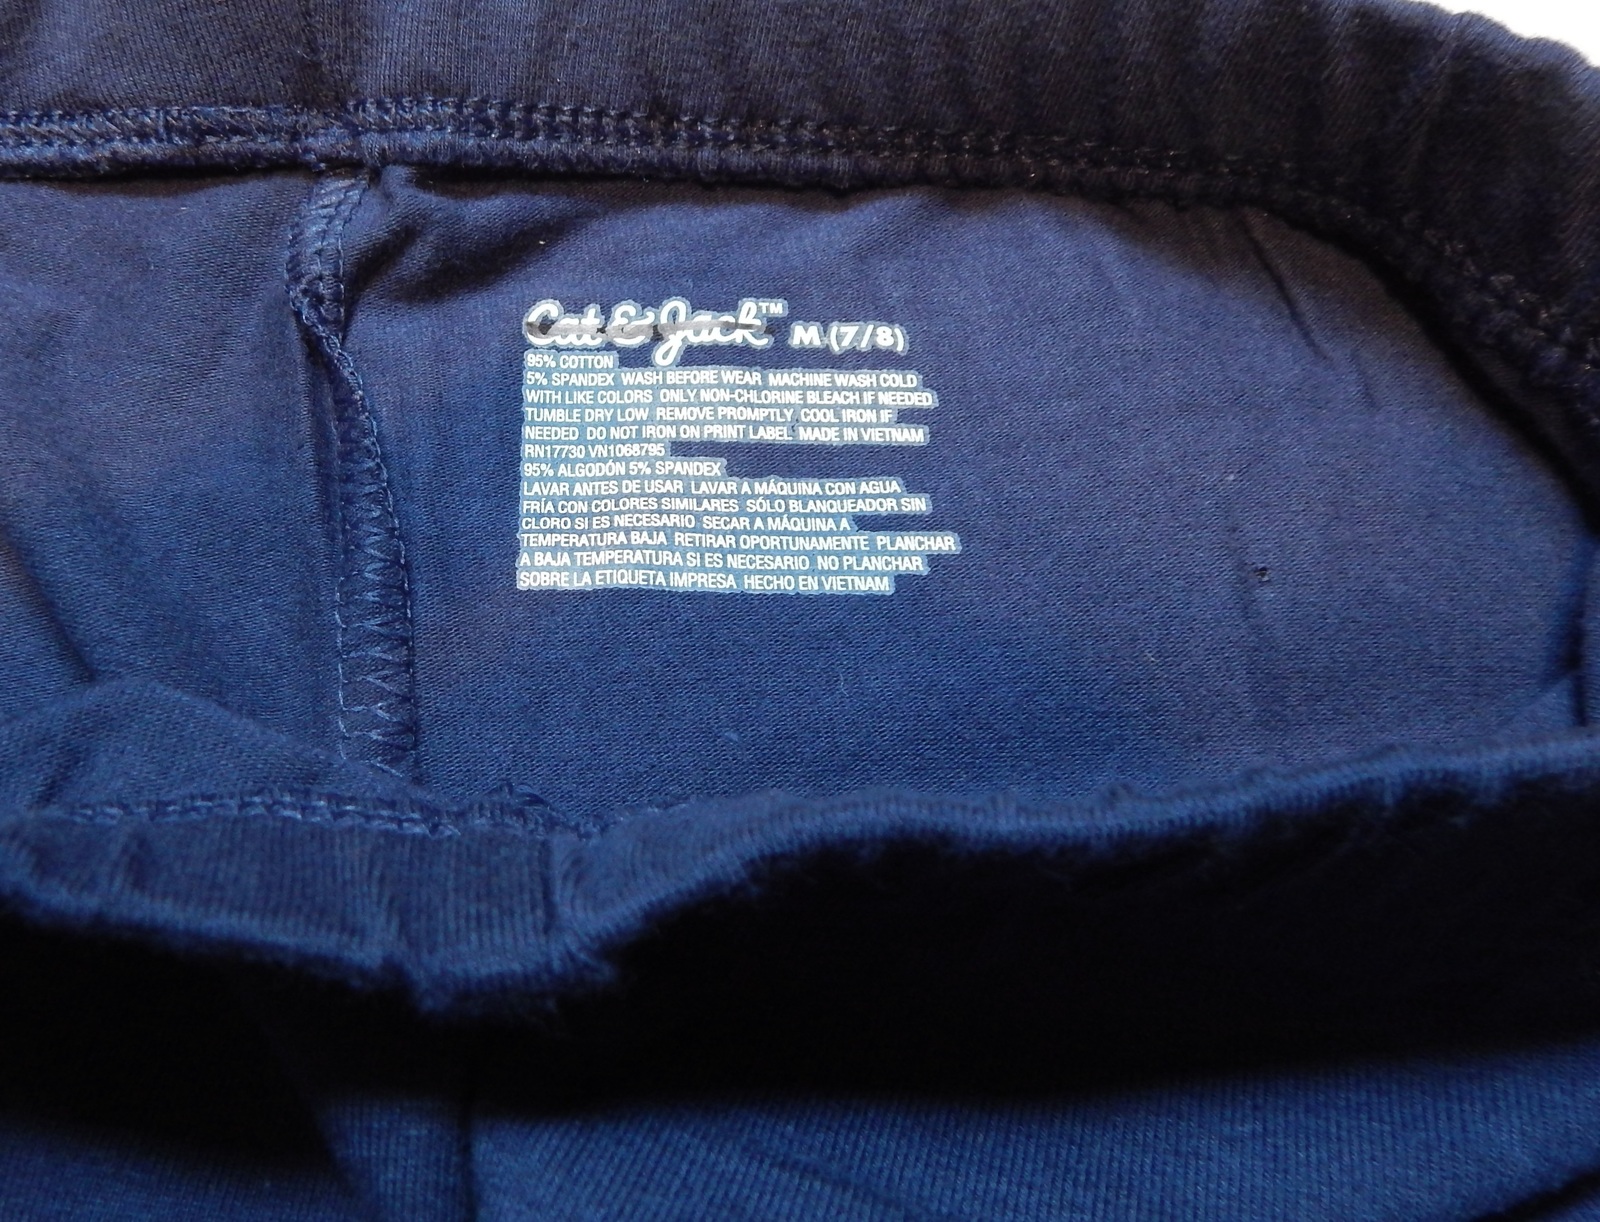 Cat & Jack™ M (7/8)
95% COTTON
5% SPANDEX WASH BEFORE WEAR MACHINE WASH COLD
WITH LIKE COLORS ONLY NON-CHLORINE BLEACH IF NEEDED
TUMBLE DRY LOW REMOVE PROMPTLY COOL IRON IF
NEEDED DO NOT IRON ON PRINT LABEL MADE IN VIETNAM
RN17730 VN1068795
95% ALGODÓN 5% SPANDEX
LAVAR ANTES DE USAR LAVAR A MÁQUINA CON AGUA
FRÍA CON COLORES SIMILARES SÓLO BLANQUEADOR SIN
CLORO SI ES NECESARIO SECAR A MÁQUINA A
TEMPERATURA BAJA RETIRAR OPORTUNAMENTE PLANCHAR
A BAJA TEMPERATURA SI ES NECESARIO NO PLANCHAR
SOBRE LA ETIQUETA IMPRESA HECHO EN VIETNAM